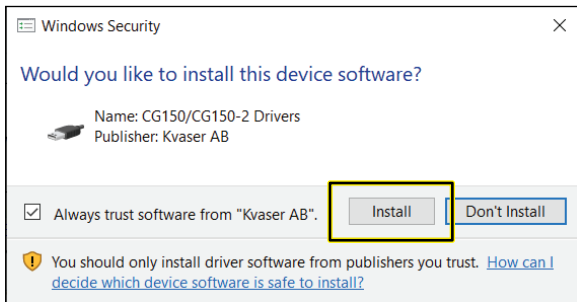 Windows Security
Would you like to install this device software?
Name: CG150/CG150-2 Drivers
Publisher: Kvaser AB
Always trust software from "Kvaser AB".
Install
Don't Install
You should only install driver software from publishers you trust. How can I
decide which device software is safe to install?